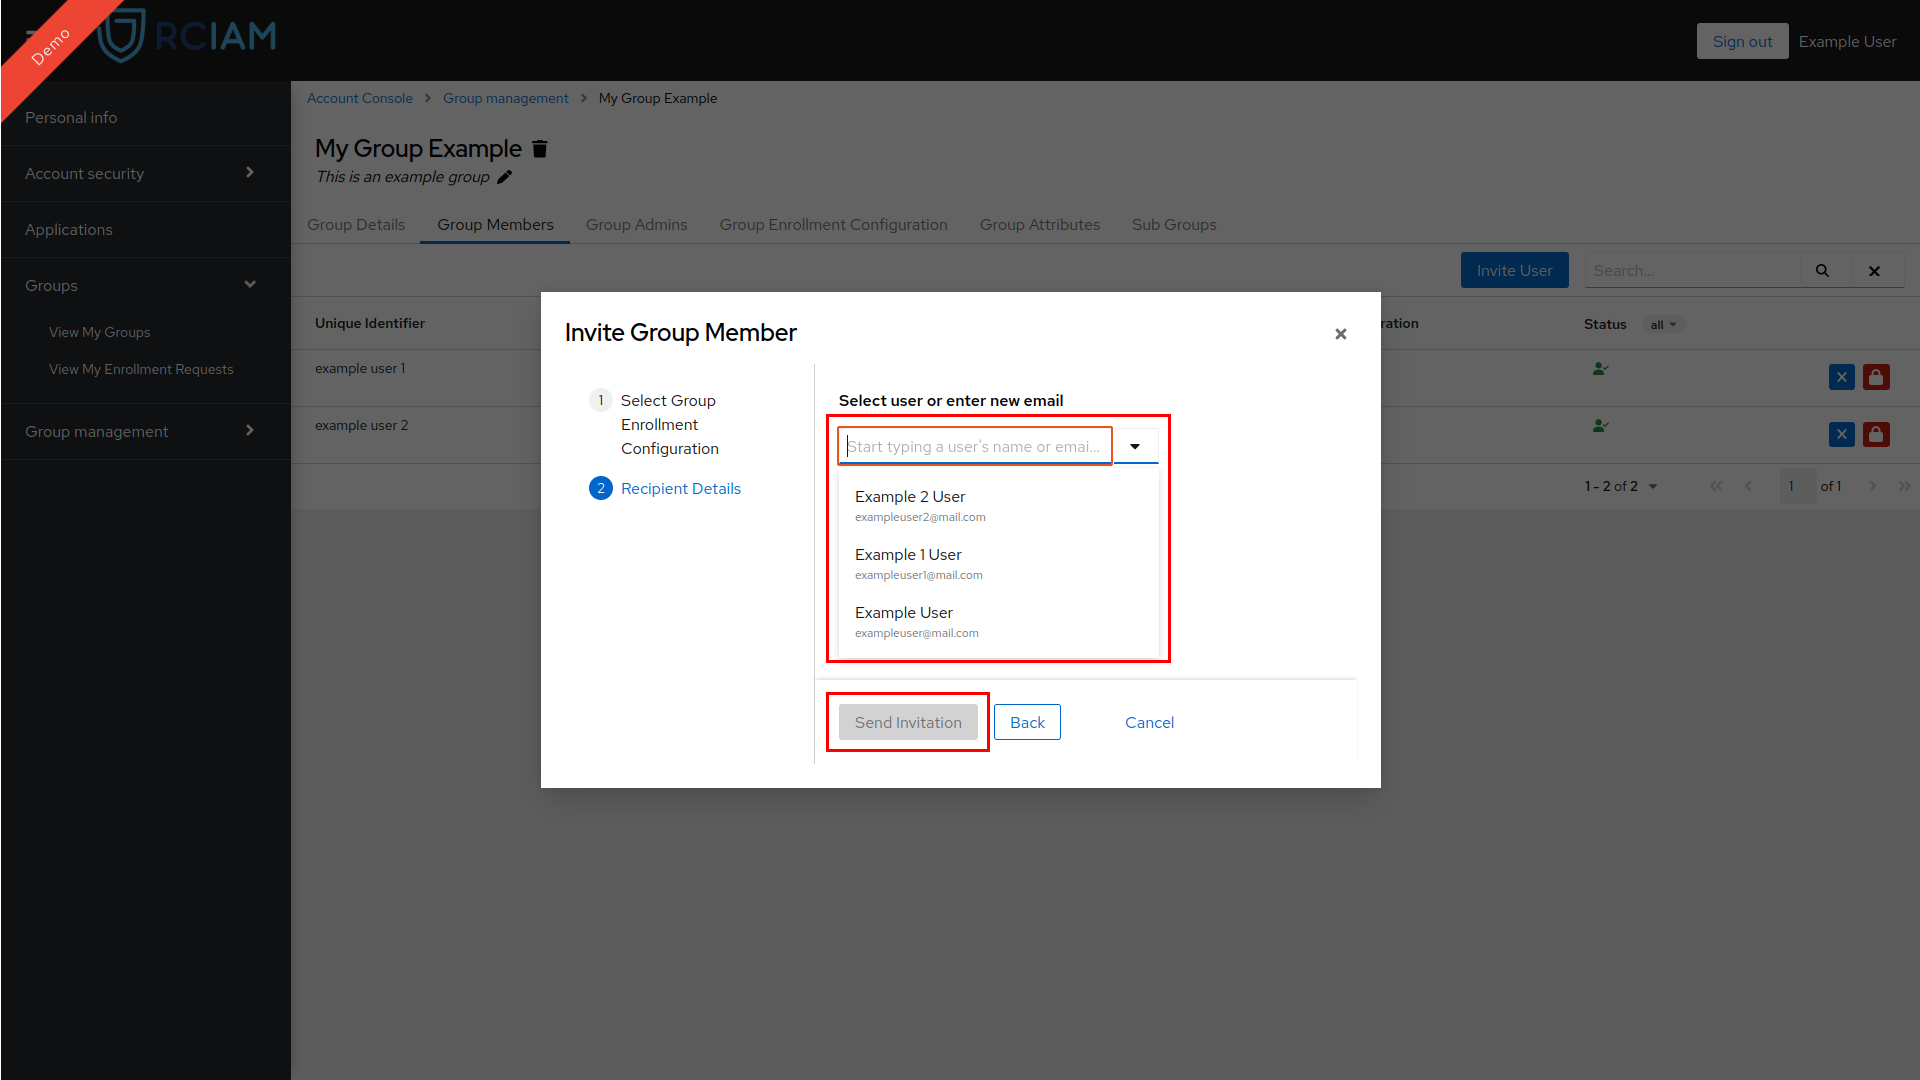 Demo
RCIAM
Sign out
Example User
Personal info
Account security
Applications
Groups
View My Groups
View My Enrollment Requests
Group management
Account Console > Group management > My Group Example
My Group Example
This is an example group
Group Details
Group Members
Group Admins
Group Enrollment Configuration
Group Attributes
Sub Groups
Invite User
Search...
Unique Identifier
ration
Status
all
example user 1
example user 2
1 - 2 of 2
1
of 1
Invite Group Member
1
Select Group
Enrollment
Configuration
2
Recipient Details
Select user or enter new email
Start typing a user's name or emai...
Example 2 User
exampleuser2@mail.com
Example 1 User
exampleuser1@mail.com
Example User
exampleuser@mail.com
Send Invitation
Back
Cancel